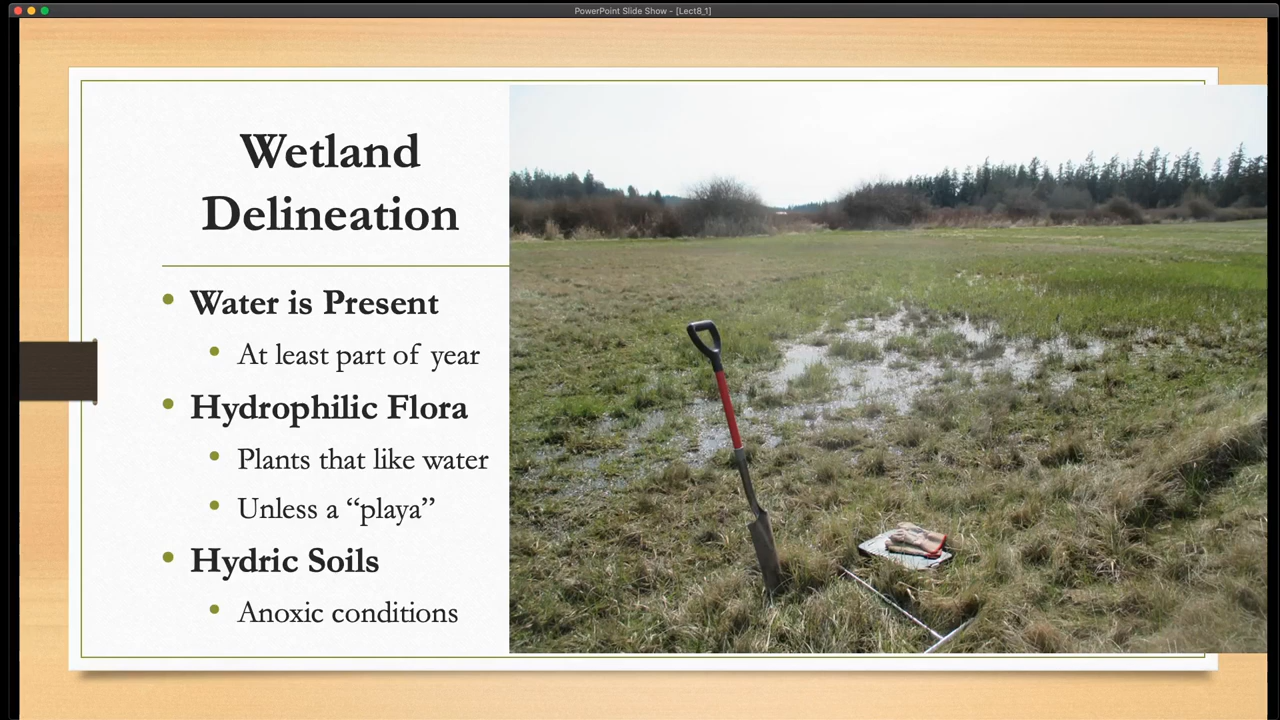 PowerPoint Slide Show - [Lect8_1]
Wetland
Delineation
Water is Present
At least part of year
Hydrophilic Flora
Plants that like water
Unless a “playa”
Hydric Soils
Anoxic conditions